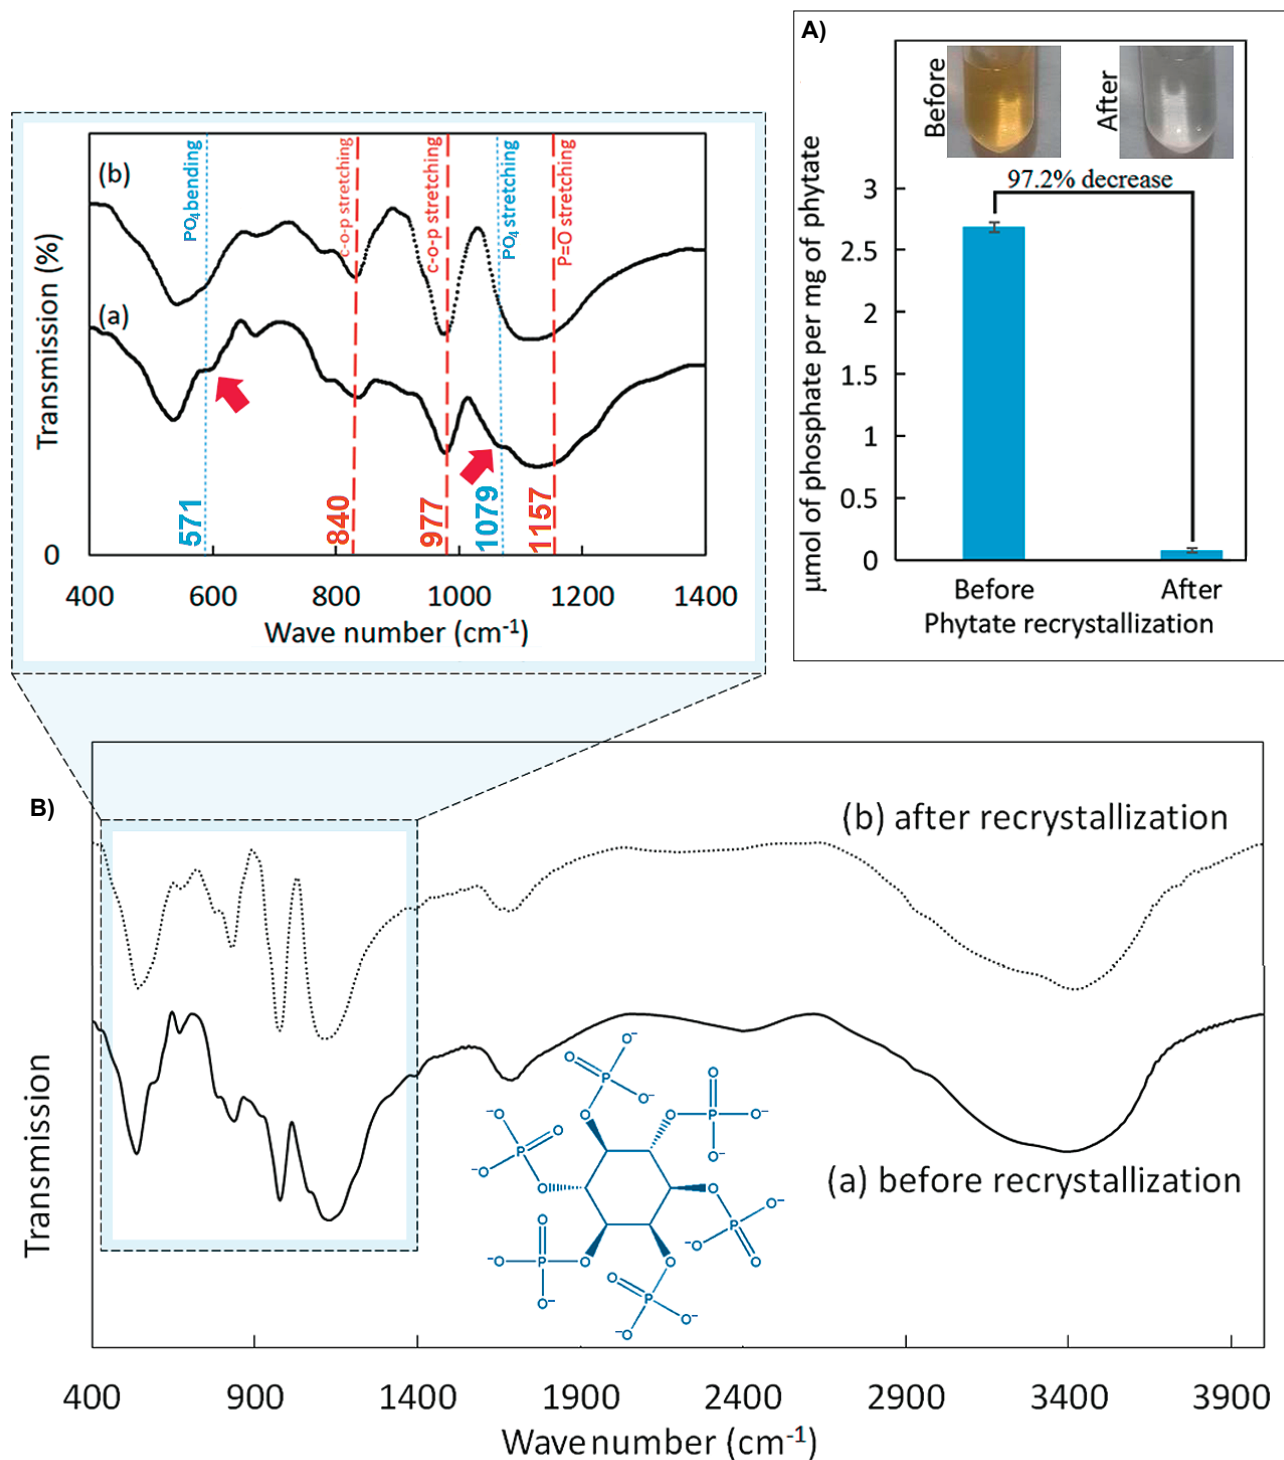 A)
Before
After
97.2% decrease
μmol of phosphate per mg of phytate
3
2.5
2
1.5
1
0.5
0
Before
After
Phytate recrystallization
(b)
(a)
PO4 bending
c-o-p stretching
c-o-p stretching
PO4 stretching
P=O stretching
571
840
977
1079
1157
Transmission (%)
0
400
600
800
1000
1200
1400
Wave number (cm-1)
B)
(b) after recrystallization
(a) before recrystallization
Transmission
O⁻
O
P
O⁻
O
O
P
O⁻
O⁻
O
⁻O
O
P
⁻O
O
O
P
O⁻
⁻O
O
O
⁻O
P
O
O⁻
O
O
P
O⁻
⁻O
400
900
1400
1900
2400
2900
3400
3900
Wave number (cm-1)